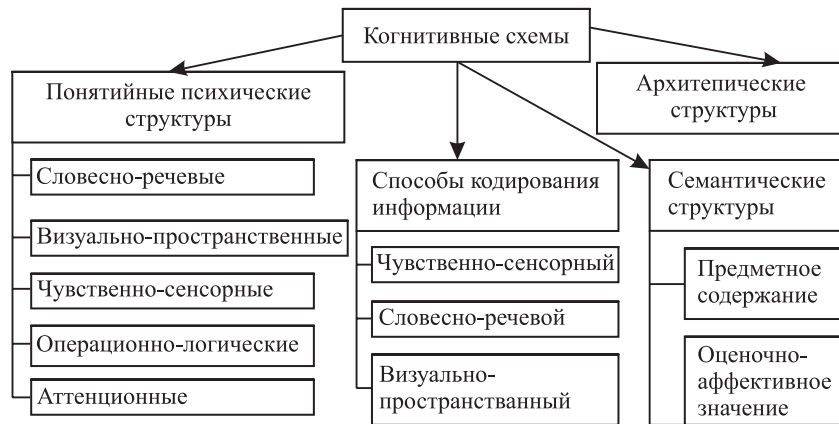 Когнитивные схемы
Понятийные психические
структуры
Словесно-речевые
Визуально-пространственные
Чувственно-сенсорные
Операционно-логические
Аттенционные
Способы кодирования
информации
Чувственно-сенсорный
Словесно-речевой
Визуально-
пространстванный
Семантические
структуры
Предметное
содержание
Оценочно-
аффективное
значение
Архитепические
структуры